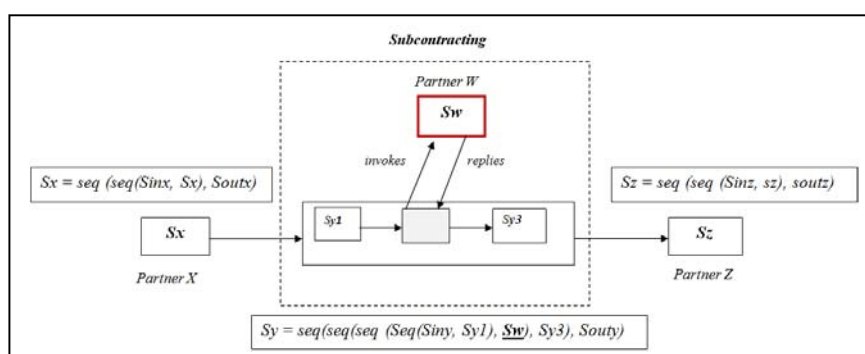 Subcontracting
Partner W
Sw
invokes
replies
Sx = seq (seq(Sinx, Sx), Soutx)
Sz = seq (seq (Sinz, sz), soutz)
Sy1
Sy3
Sx
Sz
Partner X
Partner Z
Sy = seq(seq(seq (Seq(Siny, Sy1), Sw), Sy3), Souty)